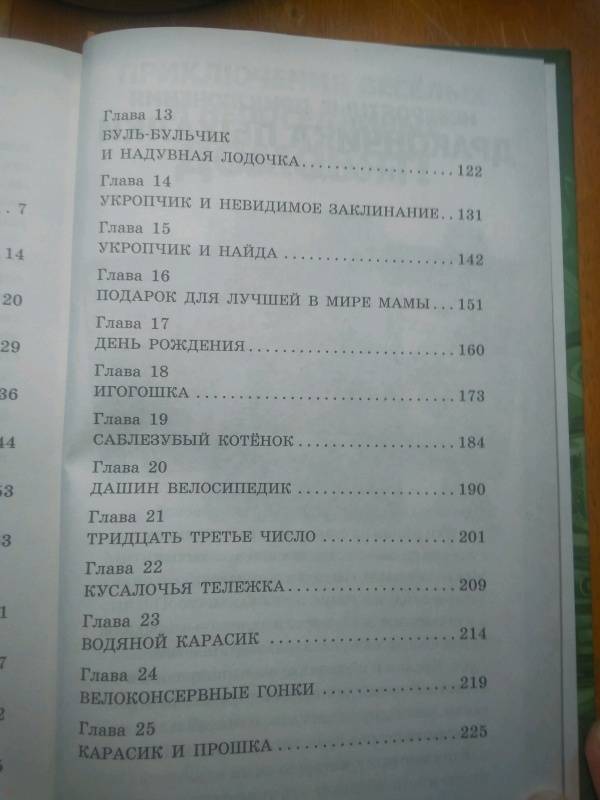 . . 7
14
20
29
36
44
53
Глава 13
БУЛЬ-БУЛЬЧИК
И НАДУВНАЯ ЛОДОЧКА.....................122
Глава 14
УКРОПЧИК И НЕВИДИМОЕ ЗАКЛИНАНИЕ..131
Глава 15
УКРОПЧИК И НАЙДА.......................142
Глава 16
ПОДАРОК ДЛЯ ЛУЧШЕЙ В МИРЕ МАМЫ...151
Глава 17
ДЕНЬ РОЖДЕНИЯ...........................160
Глава 18
ИГОГОШКА..................................173
Глава 19
САБЛЕЗУБЫЙ КОТЁНОК.....................184
Глава 20
ДАШИН ВЕЛОСИПЕДИК.....................190
Глава 21
ТРИДЦАТЬ ТРЕТЬЕ ЧИСЛО..................201
Глава 22
КУСАЛОЧЬЯ ТЕЛЕЖКА......................209
Глава 23
ВОДЯНОЙ КАРАСИК........................214
Глава 24
ВЕЛОКОНСЕРВНЫЕ ГОНКИ..................219
Глава 25
КАРАСИК И ПРОШКА.......................225